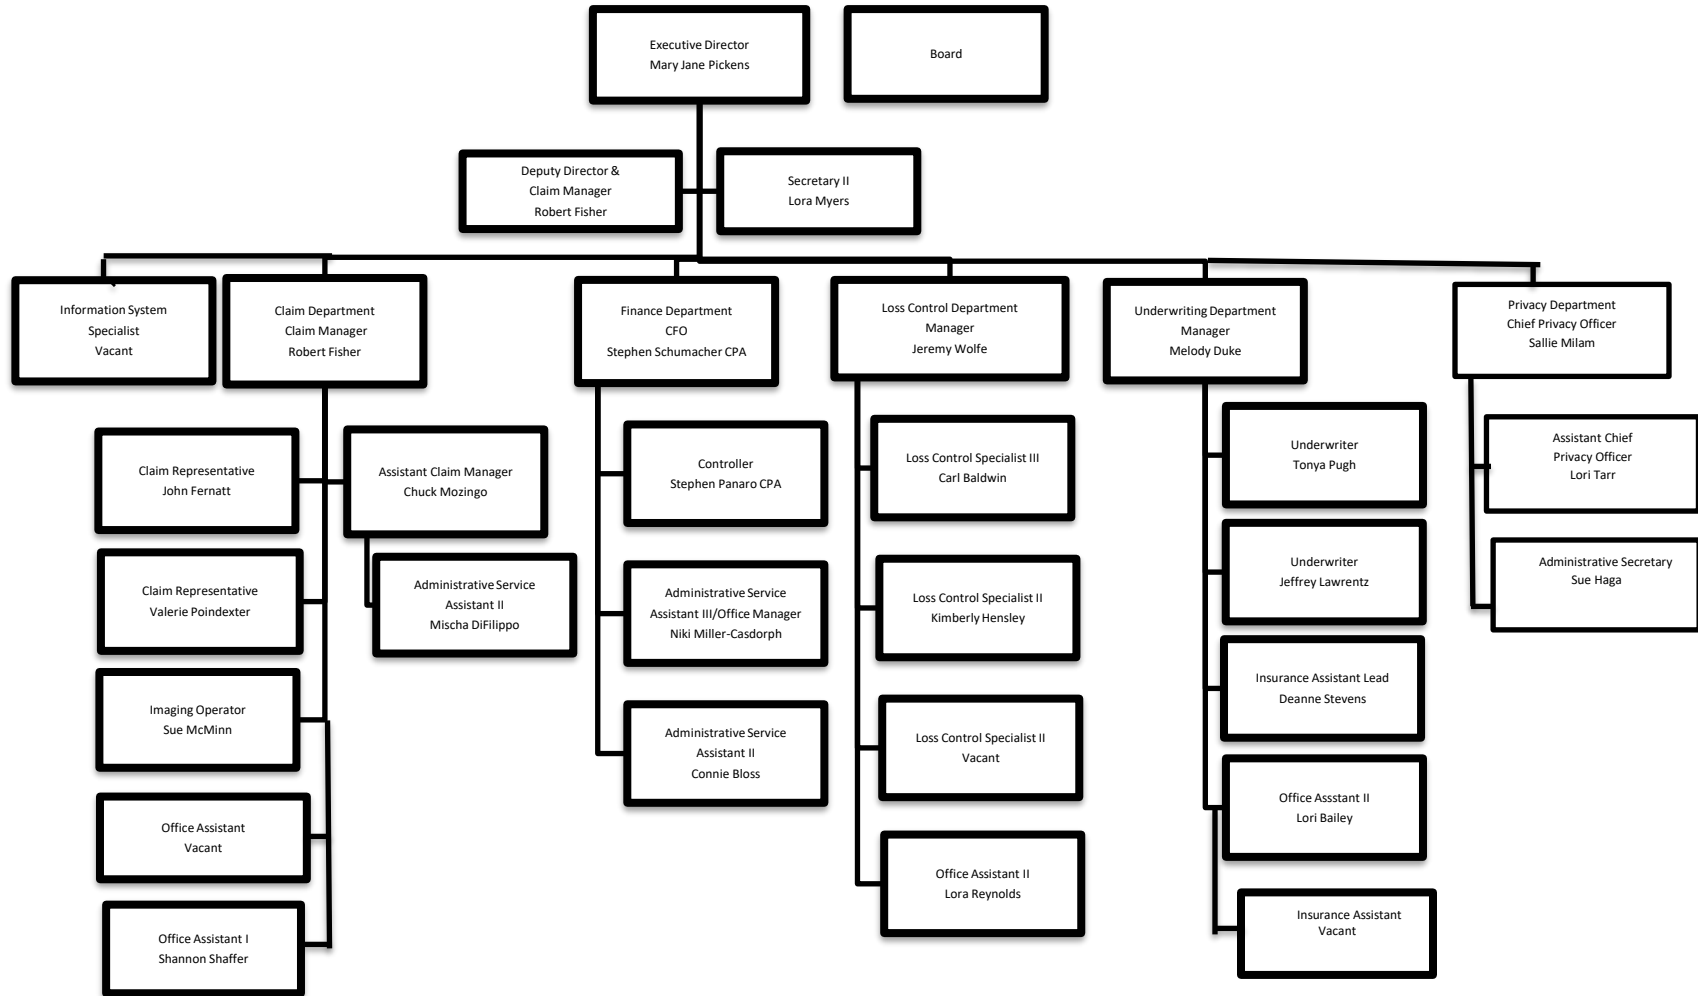 Executive Director
Mary Jane Pickens
Board
Deputy Director &
Claim Manager
Robert Fisher
Secretary II
Lora Myers
Information System
Specialist
Vacant
Claim Department
Claim Manager
Robert Fisher
Finance Department
CFO
Stephen Schumacher CPA
Loss Control Department
Manager
Jeremy Wolfe
Underwriting Department
Manager
Melody Duke
Privacy Department
Chief Privacy Officer
Sallie Milam
Claim Representative
John Fernatt
Assistant Claim Manager
Chuck Mozingo
Claim Representative
Valerie Poindexter
Administrative Service
Assistant II
Mischa DiFilippo
Imaging Operator
Sue McMinn
Office Assistant
Vacant
Office Assistant I
Shannon Shaffer
Controller
Stephen Panaro CPA
Administrative Service
Assistant III/Office Manager
Niki Miller-Casdorph
Administrative Service
Assistant II
Connie Bloss
Loss Control Specialist III
Carl Baldwin
Loss Control Specialist II
Kimberly Hensley
Loss Control Specialist II
Vacant
Office Assistant II
Lora Reynolds
Underwriter
Tonya Pugh
Underwriter
Jeffrey Lawrentz
Insurance Assistant Lead
Deanne Stevens
Office Assstant II
Lori Bailey
Insurance Assistant
Vacant
Assistant Chief
Privacy Officer
Lori Tarr
Administrative Secretary
Sue Haga